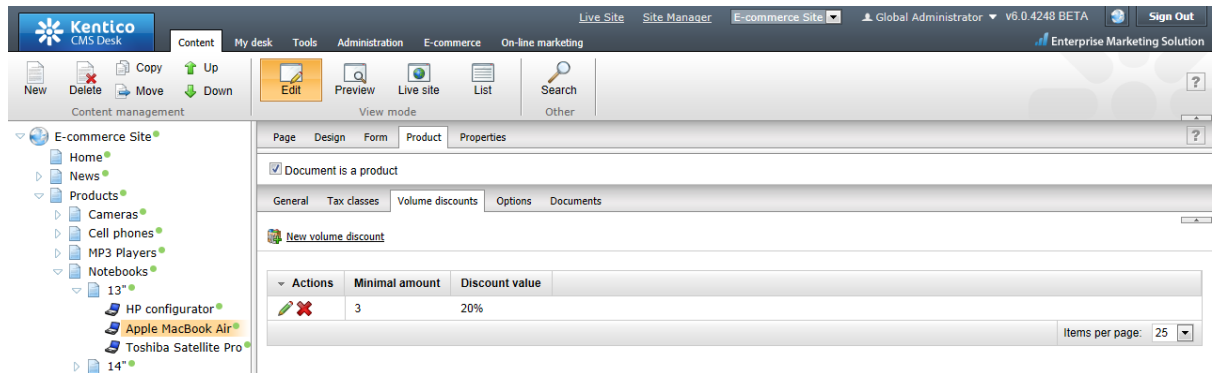 Kentico
CMS Desk
Live Site Site Manager E-commerce Site Global Administrator v6.0.4248 BETA Sign Out
Content My desk Tools Administration E-commerce On-line marketing Enterprise Marketing Solution
New Delete Copy Move Up Down
Content management
Edit Preview Live site List
View mode
Search
Other
?
E-commerce Site
Home
News
Products
Cameras
Cell phones
MP3 Players
Notebooks
13"
HP configurator
Apple MacBook Air
Toshiba Satellite Pro
14"
Page Design Form Product Properties ?
Document is a product
General Tax classes Volume discounts Options Documents
New volume discount
Actions Minimal amount Discount value
3 20%
Items per page: 25